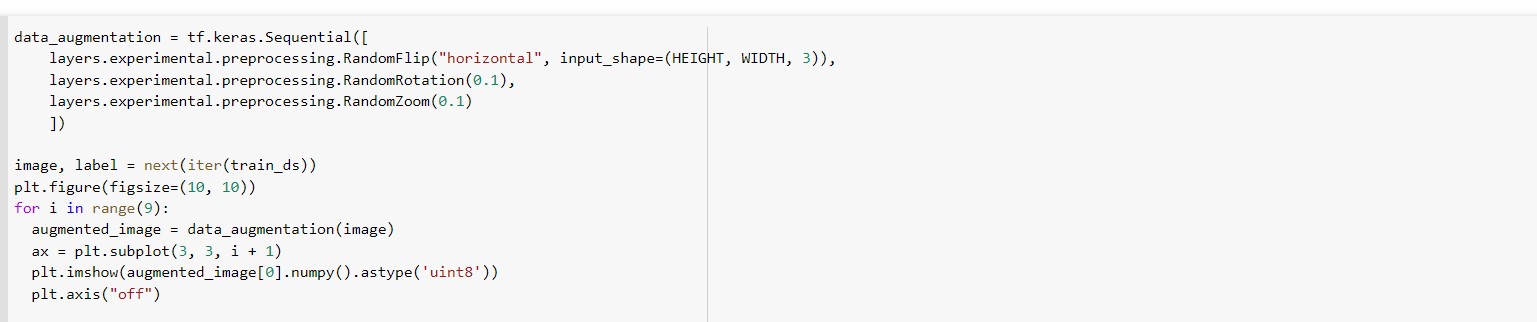 data_augmentation = tf.keras.Sequential([
    layers.experimental.preprocessing.RandomFlip("horizontal", input_shape=(HEIGHT, WIDTH, 3)),
    layers.experimental.preprocessing.RandomRotation(0.1),
    layers.experimental.preprocessing.RandomZoom(0.1)
    ])

image, label = next(iter(train_ds))
plt.figure(figsize=(10, 10))
for i in range(9):
  augmented_image = data_augmentation(image)
  ax = plt.subplot(3, 3, i + 1)
  plt.imshow(augmented_image[0].numpy().astype('uint8'))
  plt.axis("off")